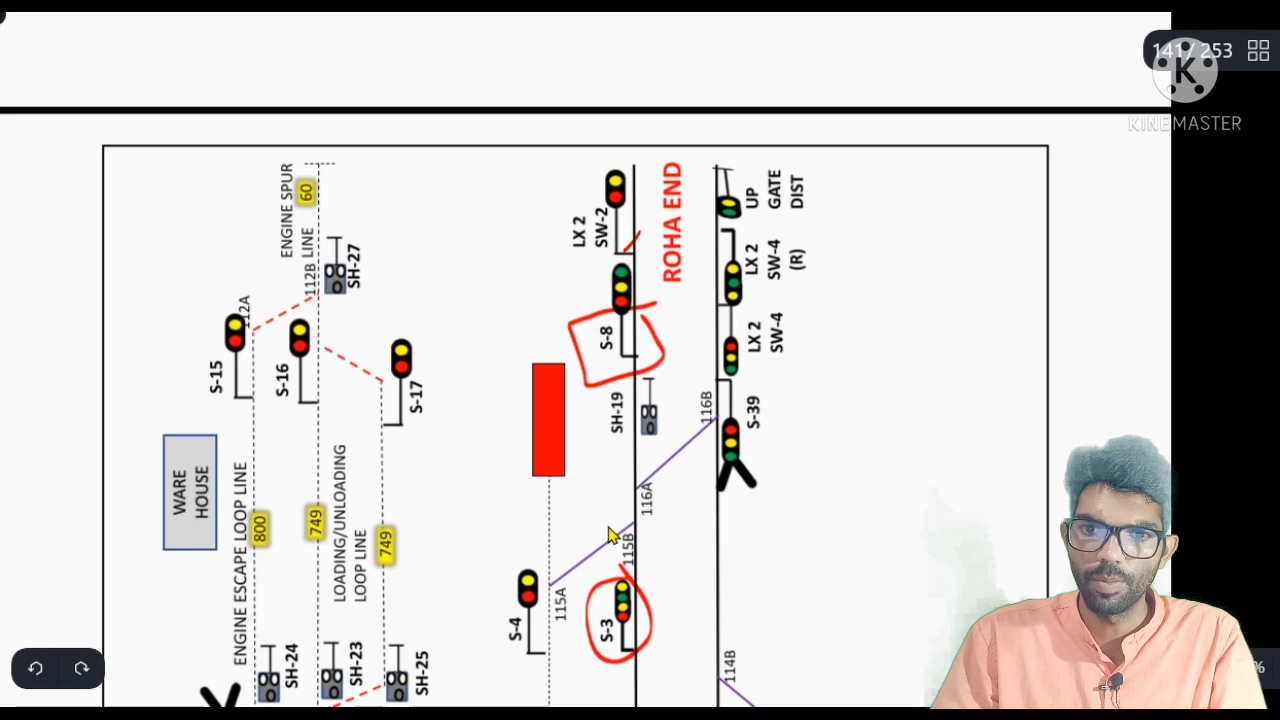 141/ 253
K
KINEMASTER
ENGINE SPUR
LINE
60
112A
112B
SH-27
S-15
S-16
S-17
WARE
HOUSE
ENGINE ESCAPE LOOP LINE
800
749
LOADING/UNLOADING
LOOP LINE
749
SH-24
SH-23
SH-25
LX 2
SW-2
ROHA END
S-8
SH-19
116A
116B
115B
115A
S-4
S-3
114B
UP
GATE
DIST
LX 2
SW-4
(R)
LX 2
SW-4
S-39
%